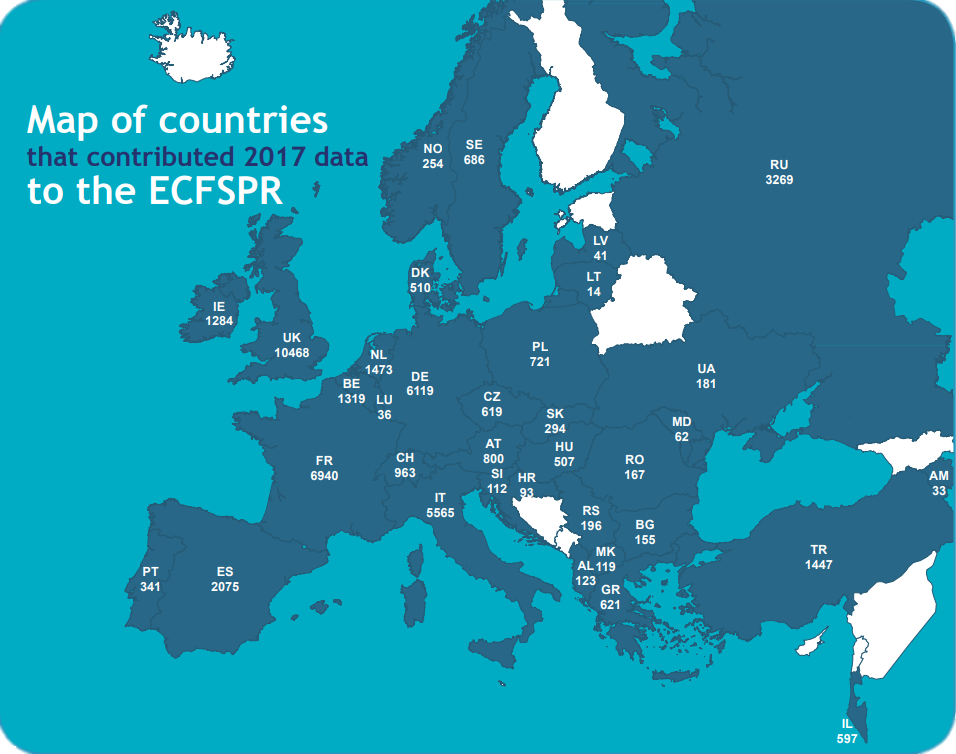 Map of countries
that contributed 2017 data
to the ECFSPR
NO
254
SE
686
RU
3269
LV
41
LT
14
DK
510
IE
1284
UK
10468
NL
1473
BE
1319
LU
36
DE
6119
PL
721
UA
181
CZ
619
SK
294
MD
62
AT
800
HU
507
CH
963
FR
6940
RO
167
SI
112
HR
93
IT
5565
AM
33
RS
196
BG
155
MK
119
AL
123
GR
621
TR
1447
PT
341
ES
2075
IL
597